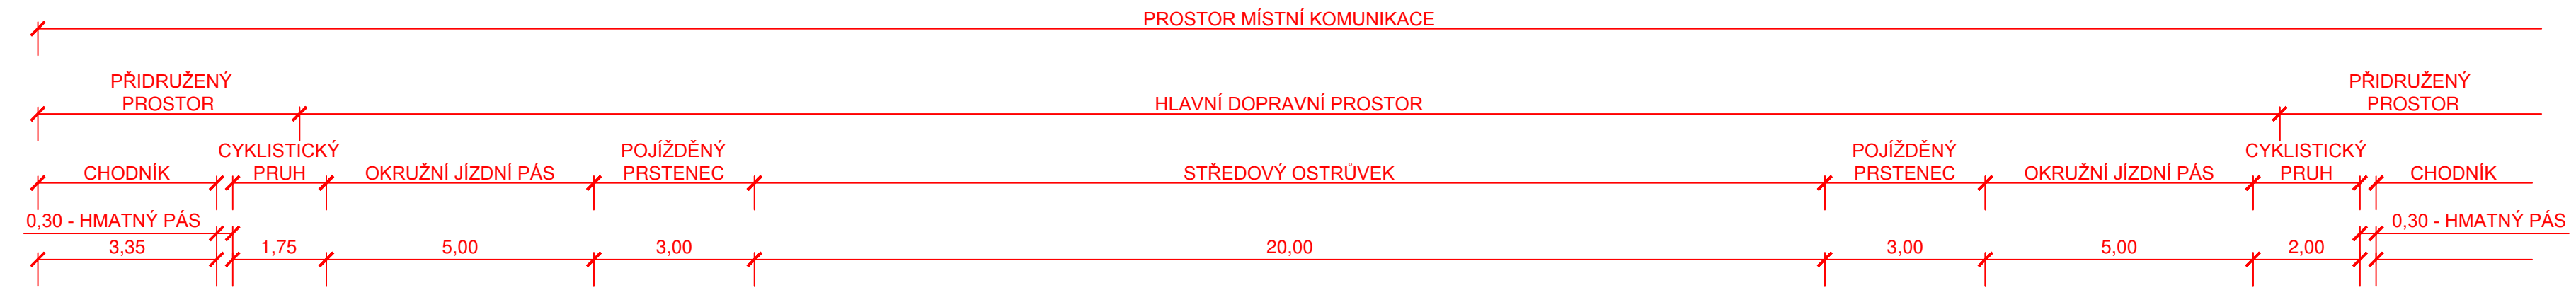 PROSTOR MÍSTNÍ KOMUNIKACE
PŘIDRUŽENÝ
PROSTOR
HLAVNÍ DOPRAVNÍ PROSTOR
PŘIDRUŽENÝ
PROSTOR
CHODNÍK
CYKLISTICKÝ
PRUH
OKRUŽNÍ JÍZDNÍ PÁS
POJÍŽDĚNÝ
PRSTENEC
STŘEDOVÝ OSTRŮVEK
POJÍŽDĚNÝ
PRSTENEC
OKRUŽNÍ JÍZDNÍ PÁS
CYKLISTICKÝ
PRUH
CHODNÍK
0,30 - HMATNÝ PÁS
0,30 - HMATNÝ PÁS
3,35
1,75
5,00
3,00
20,00
3,00
5,00
2,00